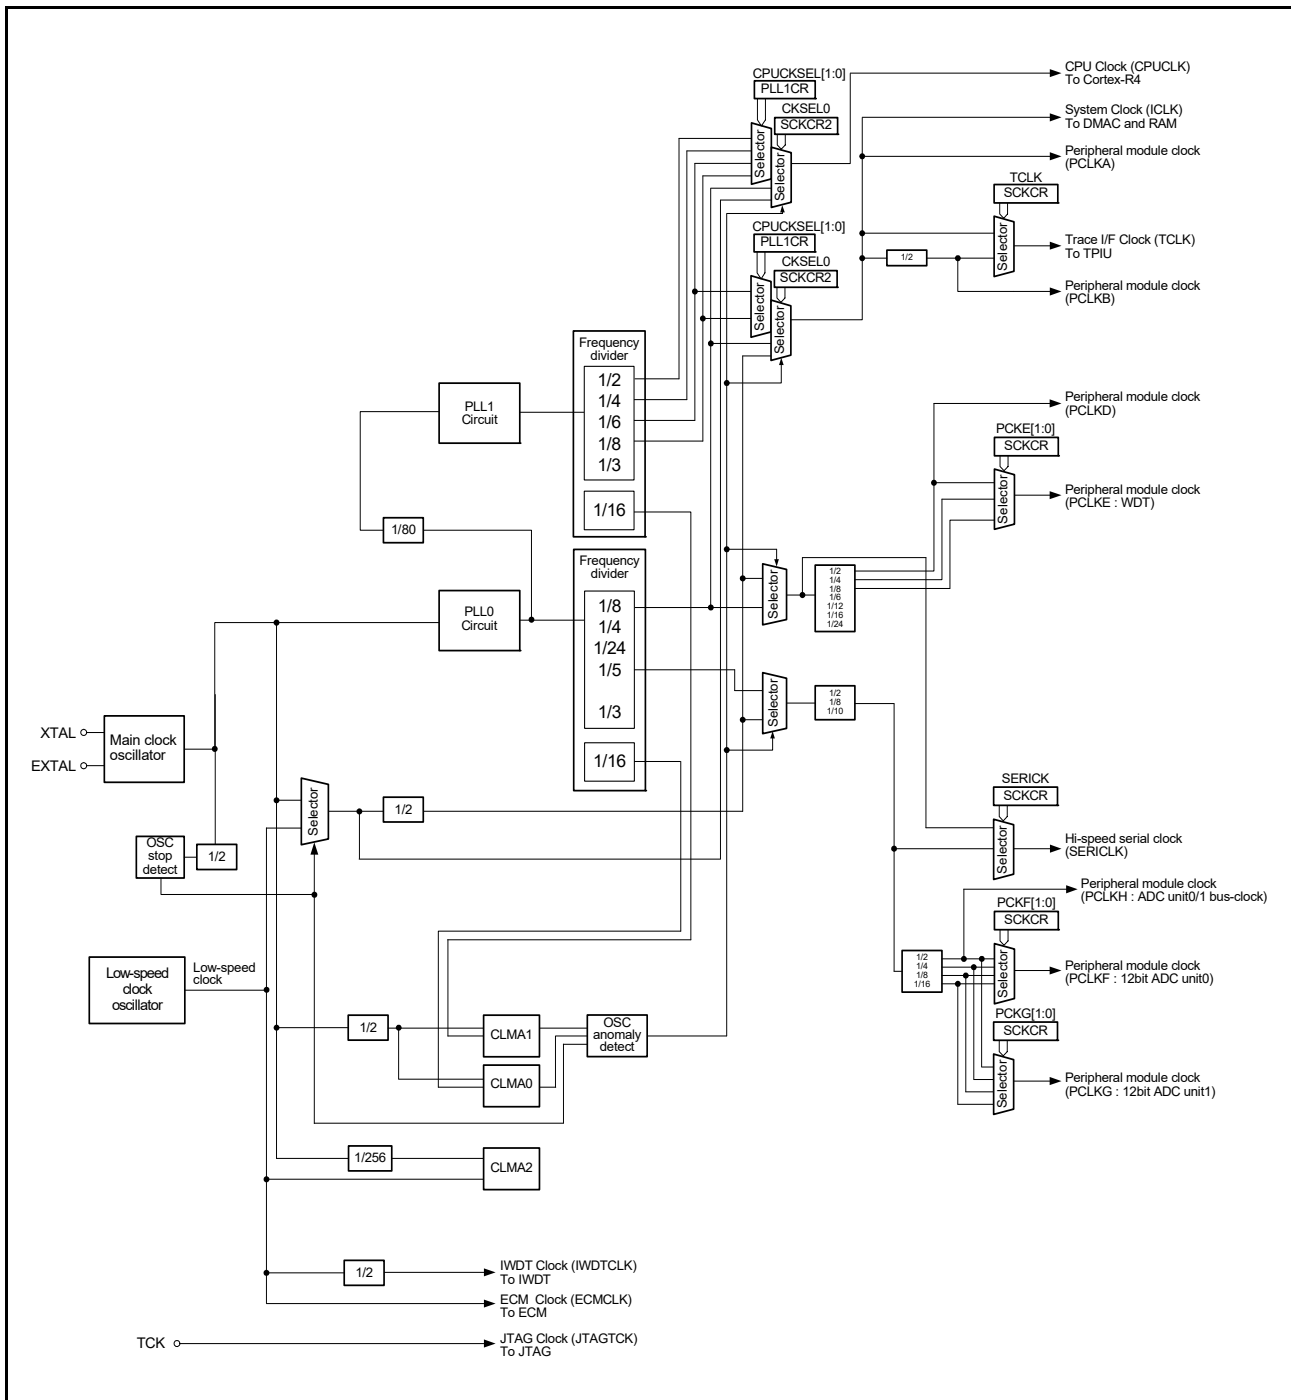 CPU Clock (CPUCLK)
To Cortex-R4
CPUCKSEL[1:0]
PLL1CR
CKSEL0
SCKCR2
Selector
Selector
System Clock (ICLK)
To DMAC and RAM
Peripheral module clock
(PCLKA)
TCLK
SCKCR
Selector
Trace I/F Clock (TCLK)
To TPIU
CPUCKSEL[1:0]
PLL1CR
CKSEL0
SCKCR2
Selector
Selector
1/2
Peripheral module clock
(PCLKB)
Frequency
divider
1/2
1/4
1/6
1/8
1/3
1/16
PLL1
Circuit
Peripheral module clock
(PCLKD)
PCKE[1:0]
SCKCR
Selector
Peripheral module clock
(PCLKE : WDT)
1/80
Frequency
divider
1/8
1/4
1/24
1/5
1/3
1/16
PLL0
Circuit
Selector
1/2
1/4
1/8
1/6
1/12
1/16
1/24
Selector
1/2
1/8
1/10
XTAL
EXTAL
Main clock
oscillator
Selector
1/2
OSC
stop
detect
1/2
SERICK
SCKCR
Selector
Hi-speed serial clock
(SERICLK)
Peripheral module clock
(PCLKH : ADC unit0/1 bus-clock)
PCKF[1:0]
SCKCR
1/2
1/4
1/8
1/16
Selector
Peripheral module clock
(PCLKF : 12bit ADC unit0)
Low-speed
clock
oscillator
Low-speed
clock
1/2
CLMA1
OSC
anomaly
detect
CLMA0
PCKG[1:0]
SCKCR
Selector
Peripheral module clock
(PCLKG : 12bit ADC unit1)
1/256
CLMA2
1/2
IWDT Clock (IWDTCLK)
To IWDT
ECM Clock (ECMCLK)
To ECM
TCK
JTAG Clock (JTAGTCK)
To JTAG